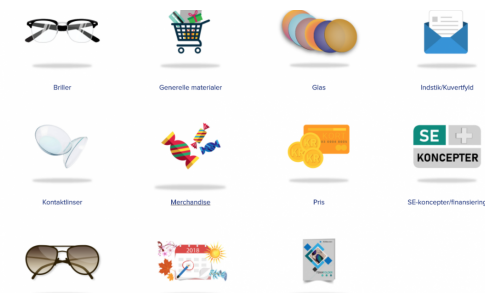 Briller
Generelle materialer
Glas
Indstik/Kuvertfyld
SE
KONCEPTER
Kontaktlinser
Merchandise
Pris
SE-koncepter/finansiering
2018